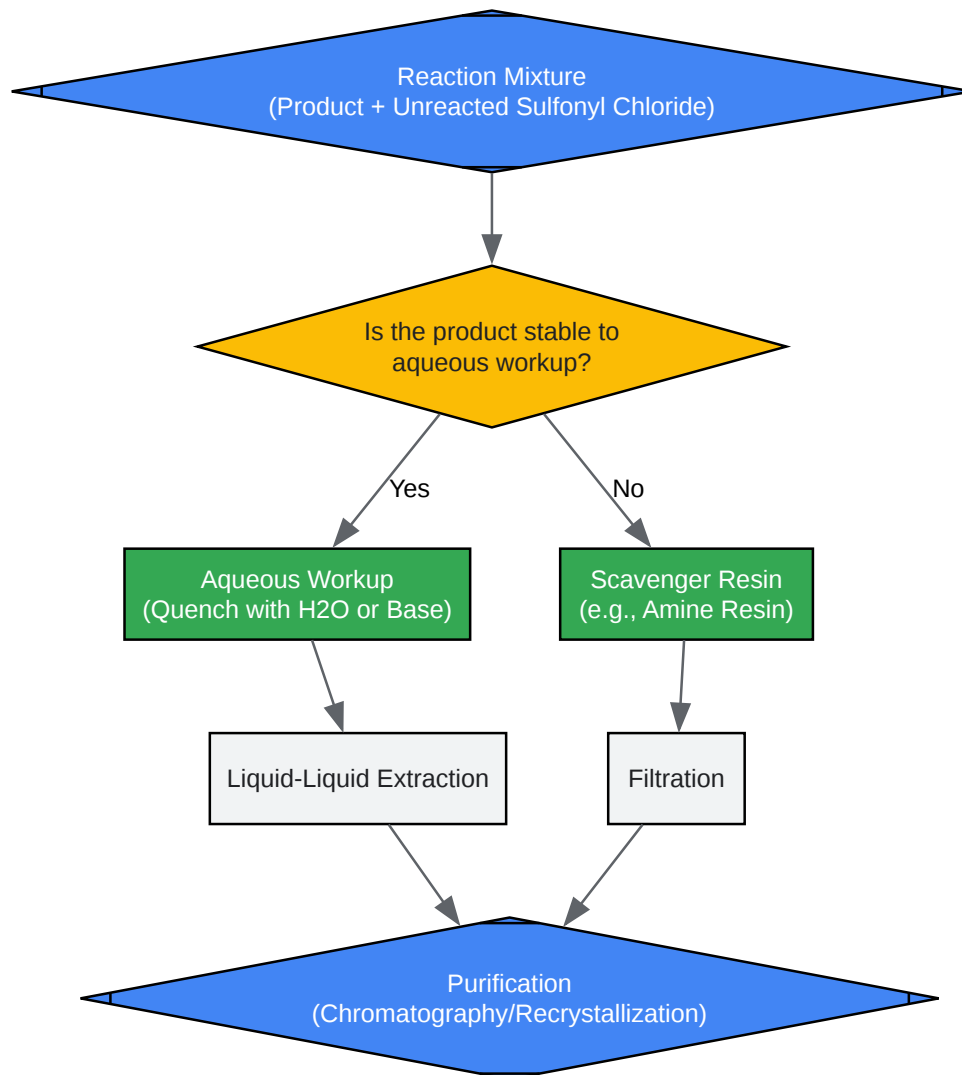 Reaction Mixture
(Product + Unreacted Sulfonyl Chloride)
Is the product stable to
aqueous workup?
Yes
No
Aqueous Workup
(Quench with H2O or Base)
Scavenger Resin
(e.g., Amine Resin)
Liquid-Liquid Extraction
Filtration
Purification
(Chromatography/Recrystallization)